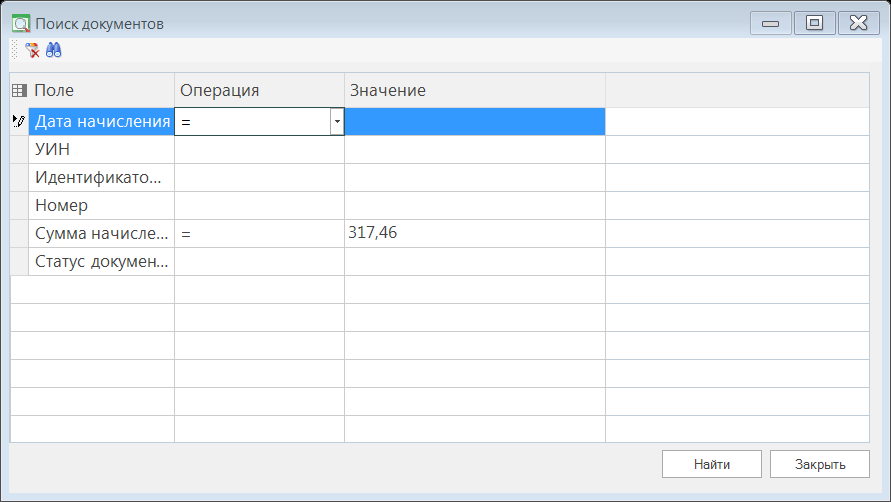 Поиск документов
Поле Операция Значение
Дата начисления =
УИН
Идентификато...
Номер
Сумма начисле... = 317,46
Статус докумен...
Найти Закрыть